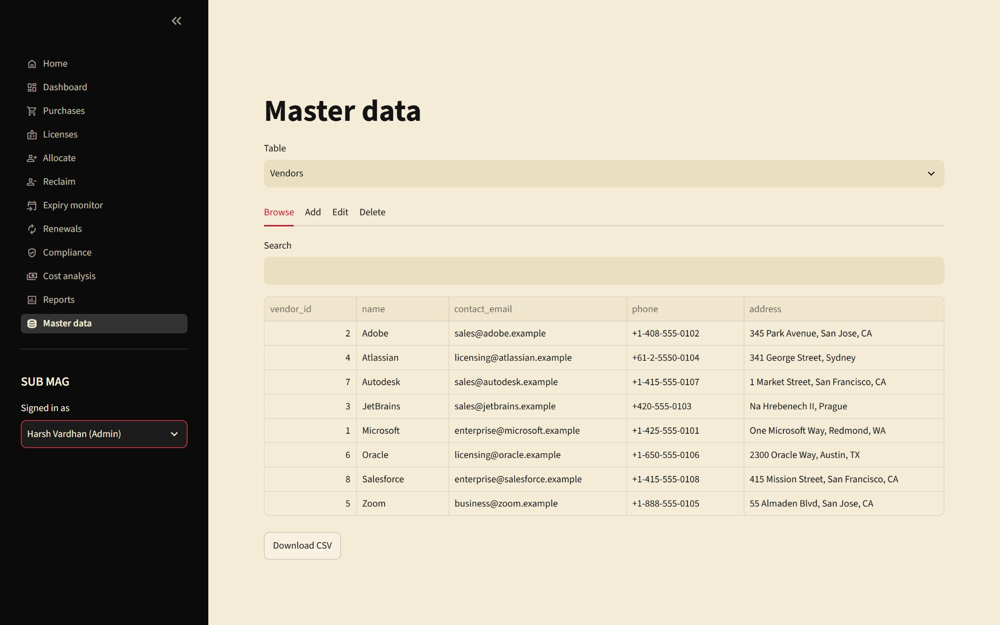 Home
Dashboard
Purchases
Licenses
Allocate
Reclaim
Expiry monitor
Renewals
Compliance
Cost analysis
Reports
Master data
SUB MAG
Signed in as
Harsh Vardhan (Admin)
Master data
Table
Vendors
Browse Add Edit Delete
Search
vendor_id name contact_email phone address
2 Adobe sales@adobe.example +1-408-555-0102 345 Park Avenue, San Jose, CA
4 Atlassian licensing@atlassian.example +61-2-5550-0104 341 George Street, Sydney
7 Autodesk sales@autodesk.example +1-415-555-0107 1 Market Street, San Francisco, CA
3 JetBrains sales@jetbrains.example +420-555-0103 Na Hrebenech II, Prague
1 Microsoft enterprise@microsoft.example +1-425-555-0101 One Microsoft Way, Redmond, WA
6 Oracle licensing@oracle.example +1-650-555-0106 2300 Oracle Way, Austin, TX
8 Salesforce enterprise@salesforce.example +1-415-555-0108 415 Mission Street, San Francisco, CA
5 Zoom business@zoom.example +1-888-555-0105 55 Almaden Blvd, San Jose, CA
Download CSV